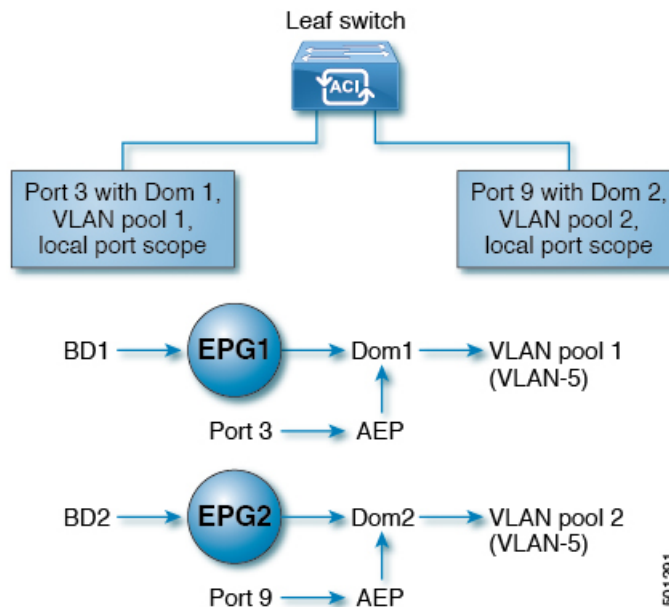 Leaf switch
ACI
Port 3 with Dom 1,
VLAN pool 1,
local port scope
Port 9 with Dom 2,
VLAN pool 2,
local port scope
BD1
EPG1
Dom1
VLAN pool 1
(VLAN-5)
Port 3
AEP
BD2
EPG2
Dom2
VLAN pool 2
(VLAN-5)
Port 9
AEP